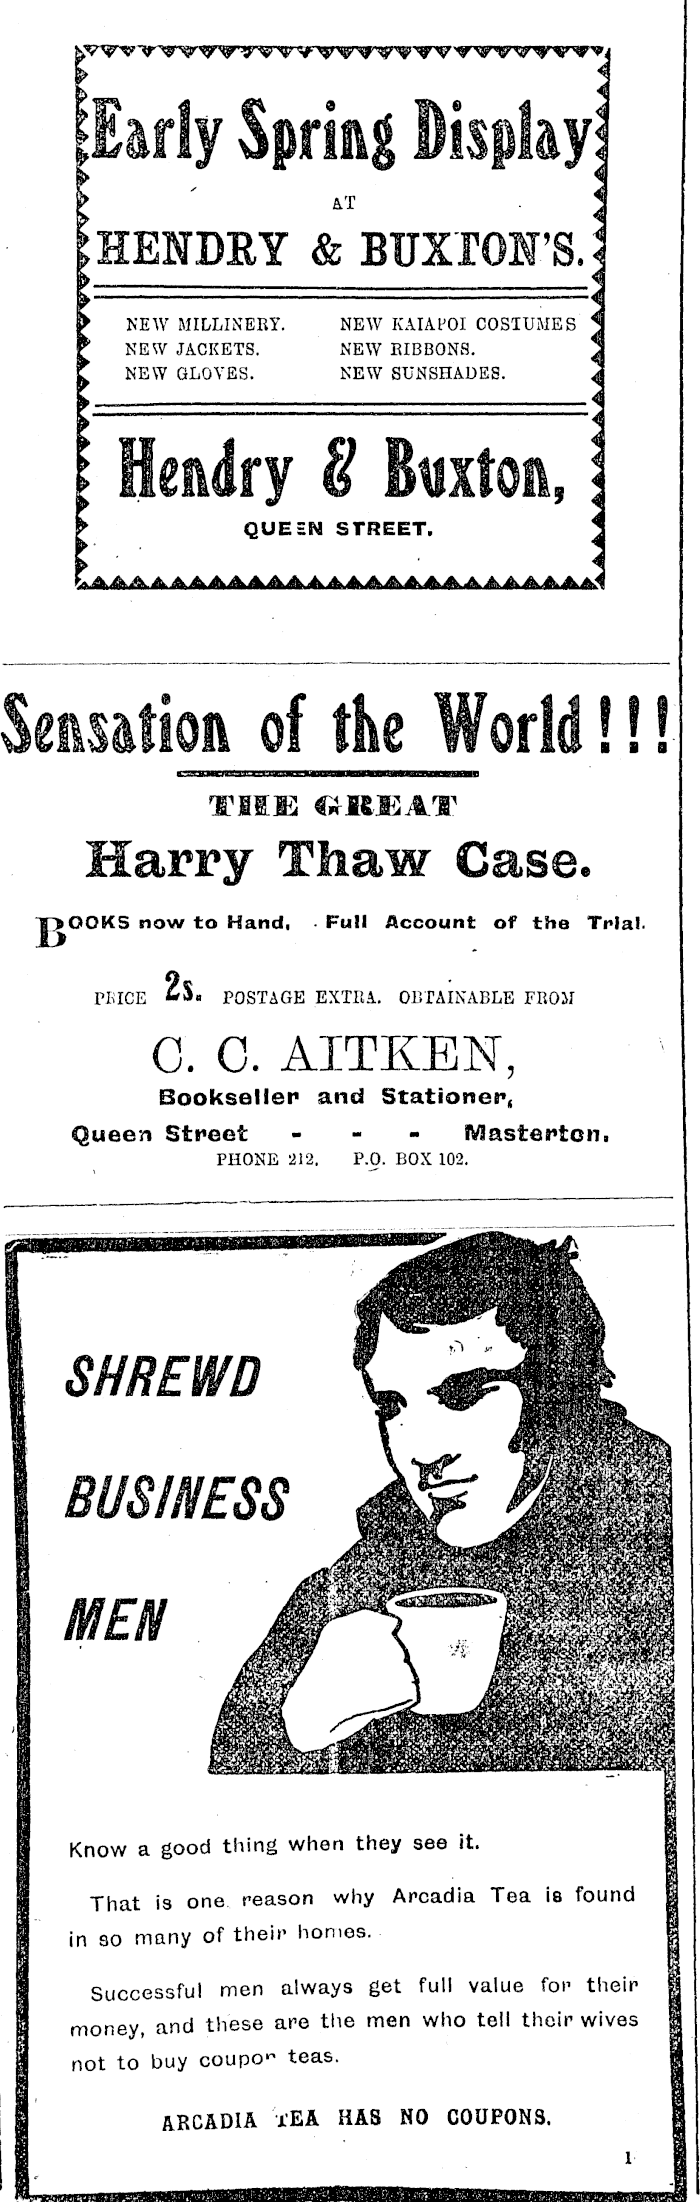 Early Spring Display
AT
HENDRY & BUXTON'S.
NEW MILLINERY.
NEW JACKETS.
NEW GLOVES.
NEW KAIAPOI COSTUMES
NEW RIBBONS.
NEW SUNSHADES.
Hendry & Buxton,
QUEEN STREET.
Sensation of the World!!!
THE GREAT
Harry Thaw Case.
BOOKS now to Hand. Full Account of the Trial.
PRICE 2s. POSTAGE EXTRA. OBTAINABLE FROM
C. C. AITKEN,
Bookseller and Stationer,
Queen Street - - - Masterton.
PHONE 212. P.O. BOX 102.
SHREWD
BUSINESS
MEN
Know a good thing when they see it.
That is one reason why Arcadia Tea is found
in so many of their homes.
Successful men always get full value for their
money, and these are the men who tell their wives
not to buy coupon teas.
ARCADIA TEA HAS NO COUPONS.
1